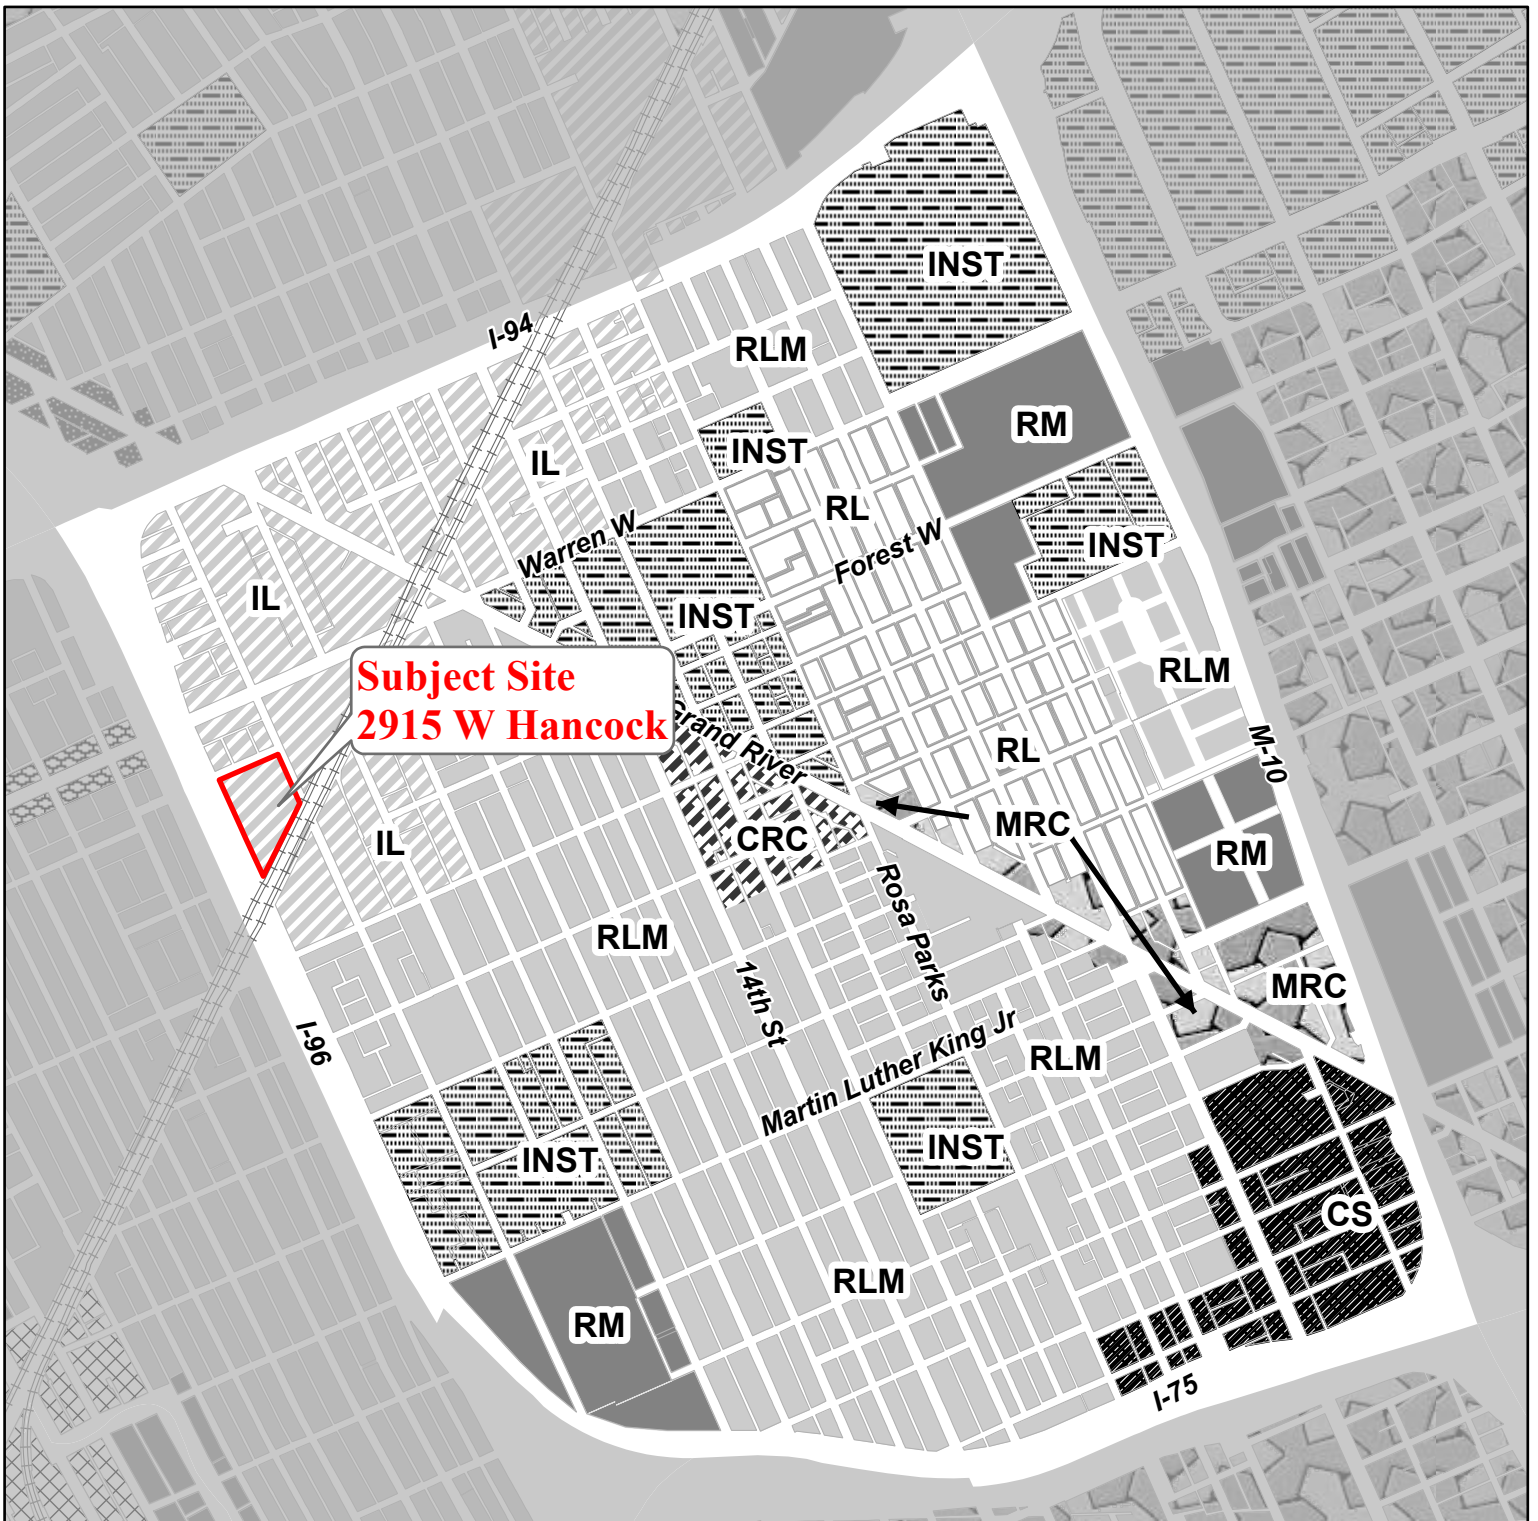 INST
I-94
RLM
RM
INST
IL
RL
Warren W
Forest W
INST
IL
INST
Subject Site
2915 W Hancock
RLM
Grand River
RL
M-10
MRC
CRC
IL
RM
Rosa Parks
RLM
14th St
MRC
I-96
Martin Luther King Jr
RLM
INST
INST
CS
RLM
RM
I-75